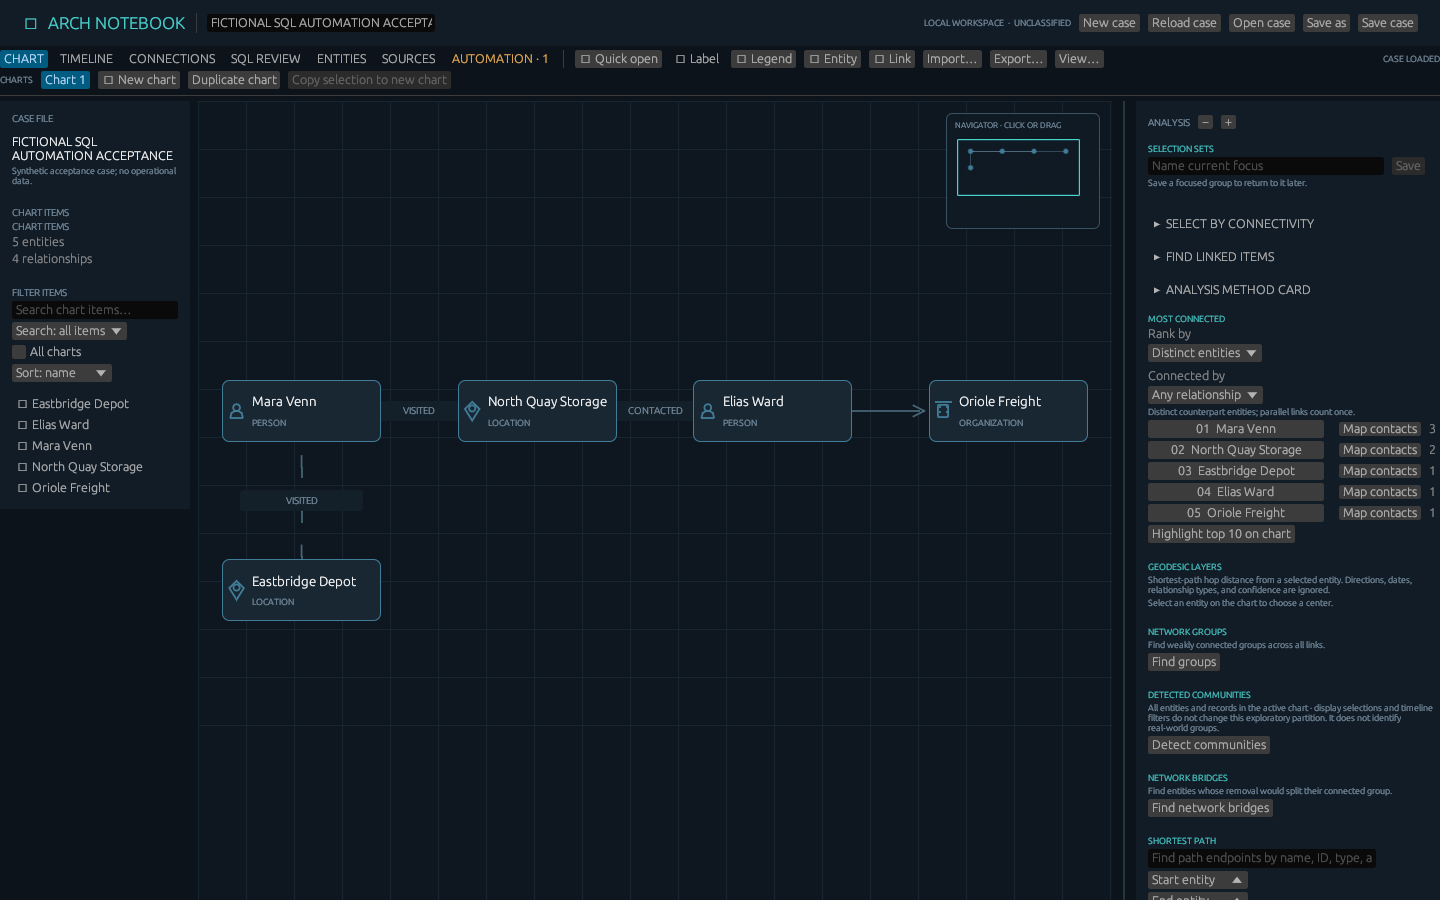 ARCH NOTEBOOK
FICTIONAL SQL AUTOMATION ACCEPTA
LOCAL WORKSPACE · UNCLASSIFIED
New case
Reload case
Open case
Save as
Save case
CHART
TIMELINE
CONNECTIONS
SQL REVIEW
ENTITIES
SOURCES
AUTOMATION · 1
Quick open
Label
Legend
Entity
Link
Import...
Export...
View...
CASE LOADED
CHARTS
Chart 1
New chart
Duplicate chart
Copy selection to new chart
CASE FILE
FICTIONAL SQL
AUTOMATION ACCEPTANCE
Synthetic acceptance case; no operational
data.
CHART ITEMS
CHART ITEMS
5 entities
4 relationships
FILTER ITEMS
Search chart items...
Search: all items
All charts
Sort: name
Eastbridge Depot
Elias Ward
Mara Venn
North Quay Storage
Oriole Freight
NAVIGATOR - CLICK OR DRAG
Mara Venn
PERSON
VISITED
North Quay Storage
LOCATION
CONTACTED
Elias Ward
PERSON
Oriole Freight
ORGANIZATION
VISITED
Eastbridge Depot
LOCATION
ANALYSIS
−
+
SELECTION SETS
Name current focus
Save
Save a focused group to return to it later.
SELECT BY CONNECTIVITY
FIND LINKED ITEMS
ANALYSIS METHOD CARD
MOST CONNECTED
Rank by
Distinct entities
Connected by
Any relationship
Distinct counterpart entities; parallel links count once.
01 Mara Venn Map contacts 3
02 North Quay Storage Map contacts 2
03 Eastbridge Depot Map contacts 1
04 Elias Ward Map contacts 1
05 Oriole Freight Map contacts 1
Highlight top 10 on chart
GEODESIC LAYERS
Shortest-path hop distance from a selected entity. Directions, dates,
relationship types, and confidence are ignored.
Select an entity on the chart to choose a center.
NETWORK GROUPS
Find weakly connected groups across all links.
Find groups
DETECTED COMMUNITIES
All entities and records in the active chart · display selections and timeline
filters do not change this exploratory partition. It does not identify
real-world groups.
Detect communities
NETWORK BRIDGES
Find entities whose removal would split their connected group.
Find network bridges
SHORTEST PATH
Find path endpoints by name, ID, type, a
Start entity
End entity